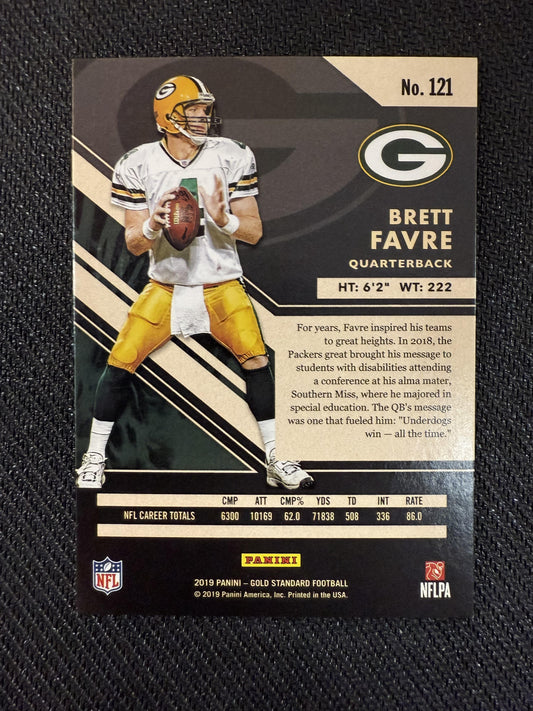 No. 121
G
BRETT
FAVRE
QUARTERBACK
HT: 6'2" WT: 222
For years, Favre inspired his teams
to great heights. In 2018, the
Packers great brought his message to
students with disabilities attending
a conference at his alma mater,
Southern Miss, where he majored in
special education. The QB's message
was one that fueled him: "Underdogs
win — all the time."
CMP ATT CMP% YDS TD INT RATE
NFL CAREER TOTALS 6300 10169 62.0 71838 508 336 86.0
PANINI
NFL
2019 PANINI – GOLD STANDARD FOOTBALL
© 2019 Panini America, Inc. Printed in the USA.
NFLPA